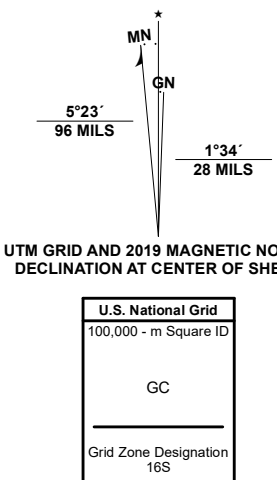 ★
MN
GN
5°23´
96 MILS
1°34´
28 MILS
UTM GRID AND 2019 MAGNETIC NO
DECLINATION AT CENTER OF SHE
U.S. National Grid
100,000 - m Square ID
GC
Grid Zone Designation
16S